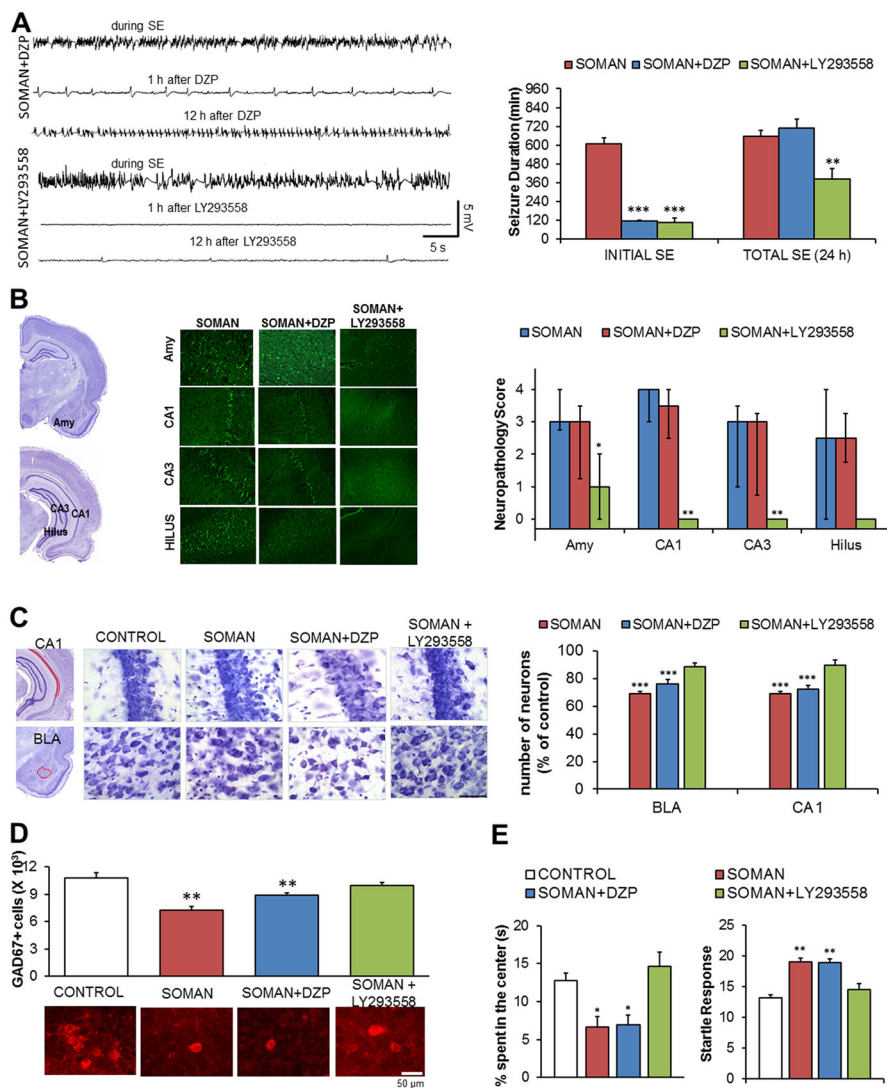 A
SOMAN+DZP
during SE
1 h after DZP
12 h after DZP
SOMAN+LY293558
during SE
1 h after LY293558
12 h after LY293558
5 mV
5 s
SOMAN SOMAN+DZP SOMAN+LY293558
Seizure Duration (min)
960
840
720
600
480
360
240
120
0
*** ***
**
INITIAL SE TOTAL SE (24 h)
B
Amy
CA3 CA1
Hilus
SOMAN SOMAN+DZP SOMAN+
LY293558
Amy
CA1
CA3
HILUS
SOMAN SOMAN+DZP SOMAN+LY293558
Neuropathology Score
4
3
2
1
0
*
**
**
Amy CA1 CA3 Hilus
C
CA1
BLA
CONTROL SOMAN SOMAN+DZP SOMAN +
LY293558
SOMAN SOMAN+DZP SOMAN+LY293558
number of neurons
(% of control)
100
80
60
40
20
0
*** ***
*** ***
BLA CA1
D
GAD67+ cells (X 10³)
12
9
6
3
0
** **
CONTROL SOMAN SOMAN+DZP SOMAN +
LY293558
50 µm
E
CONTROL SOMAN
SOMAN+DZP SOMAN+LY293558
% spent in the center (s)
20
15
10
5
0
* *
Startle Response
25
20
15
10
5
0
** **